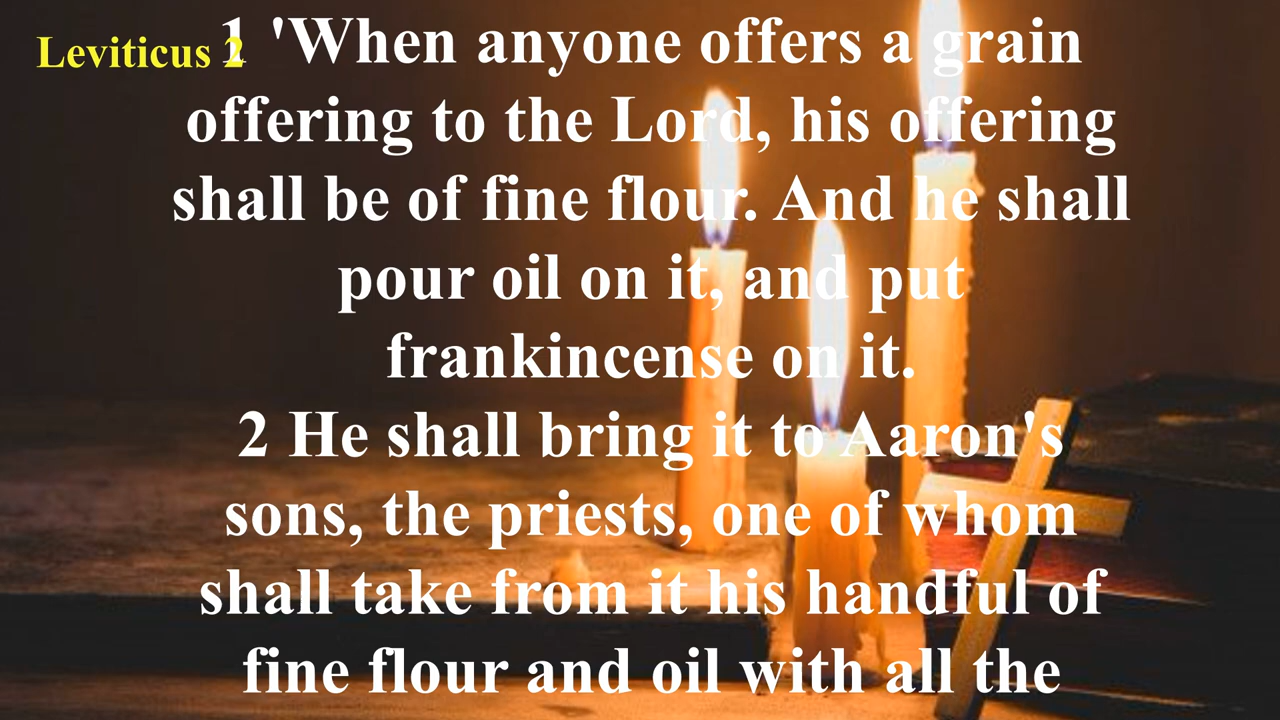 Leviticus 2
1 'When anyone offers a grain
offering to the Lord, his offering
shall be of fine flour. And he shall
pour oil on it, and put
frankincense on it.
2 He shall bring it to Aaron's
sons, the priests, one of whom
shall take from it his handful of
fine flour and oil with all the